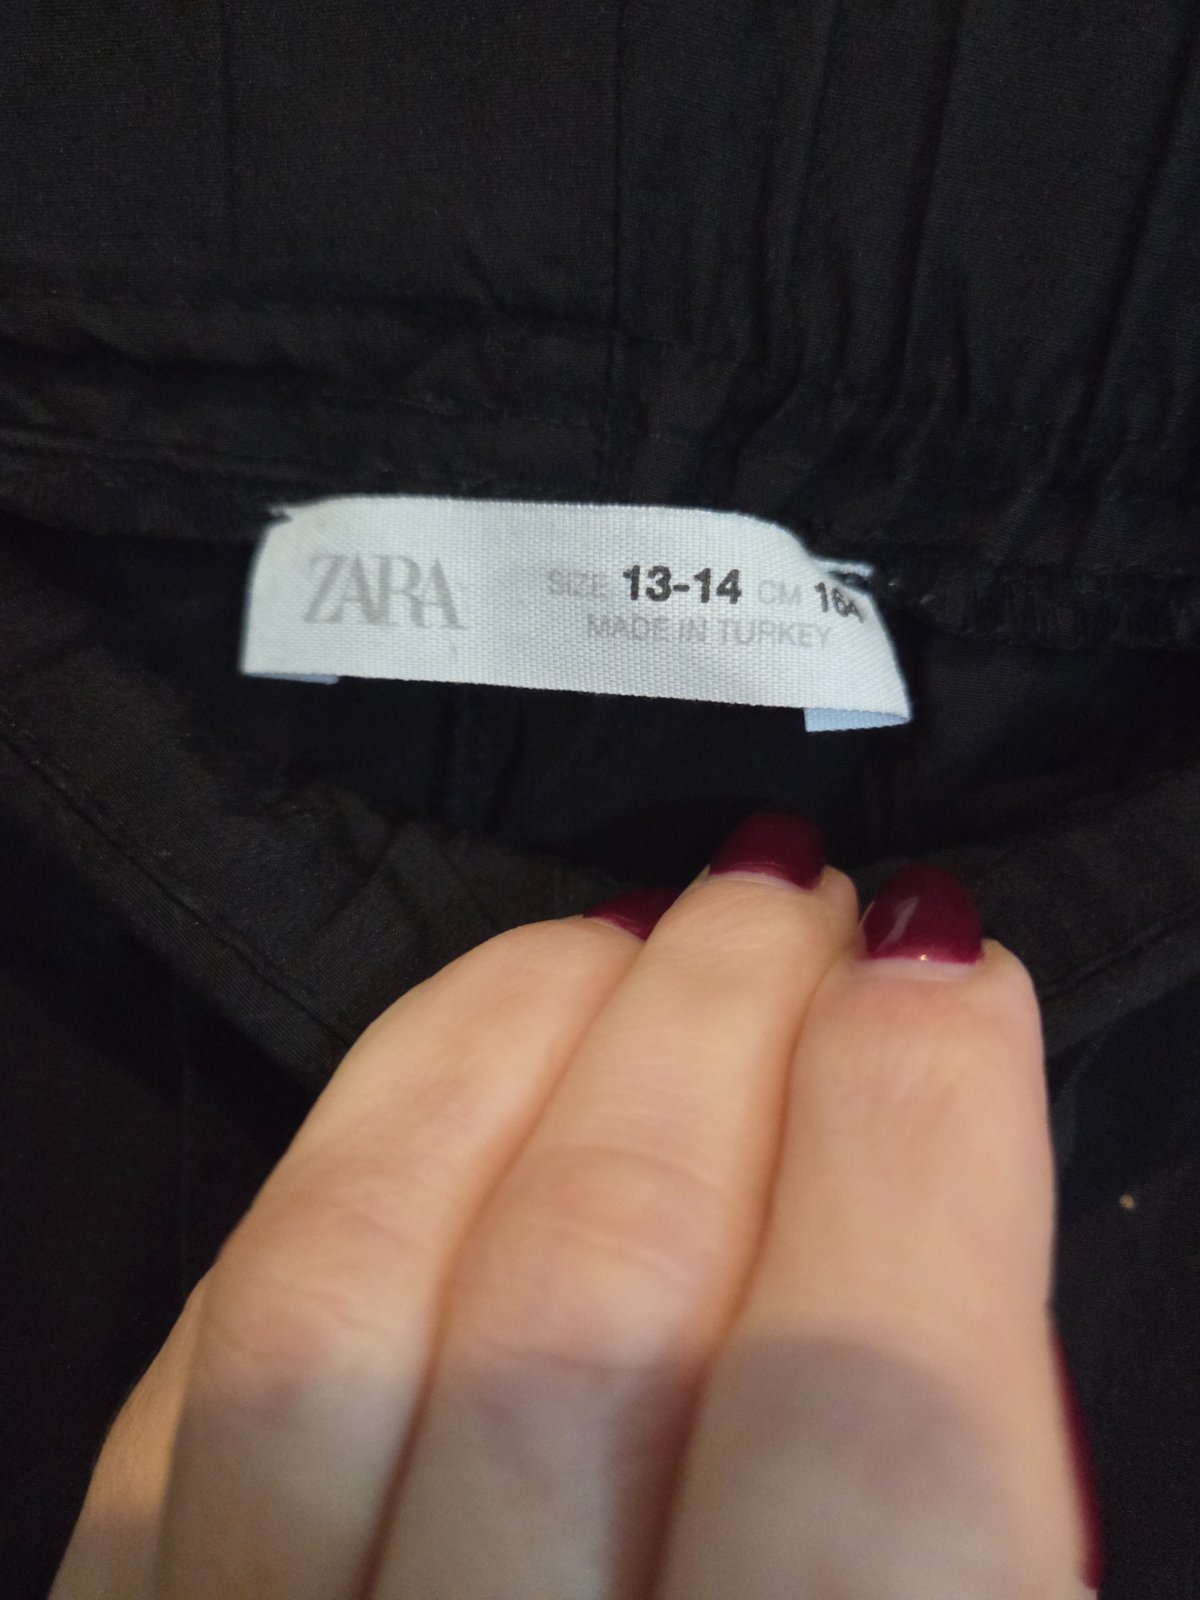 ZARA
SIZE 13-14 CM 164
MADE IN TURKEY